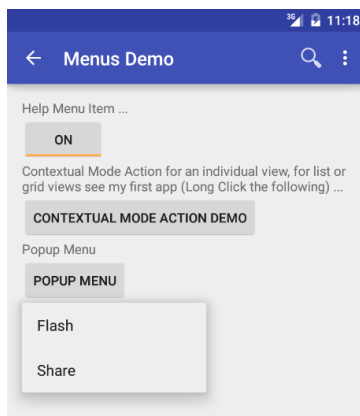 3G 11:18
Menus Demo
Help Menu Item ...
ON
Contextual Mode Action for an individual view, for list or
grid views see my first app (Long Click the following) ...
CONTEXTUAL MODE ACTION DEMO
Popup Menu
POPUP MENU
Flash
Share